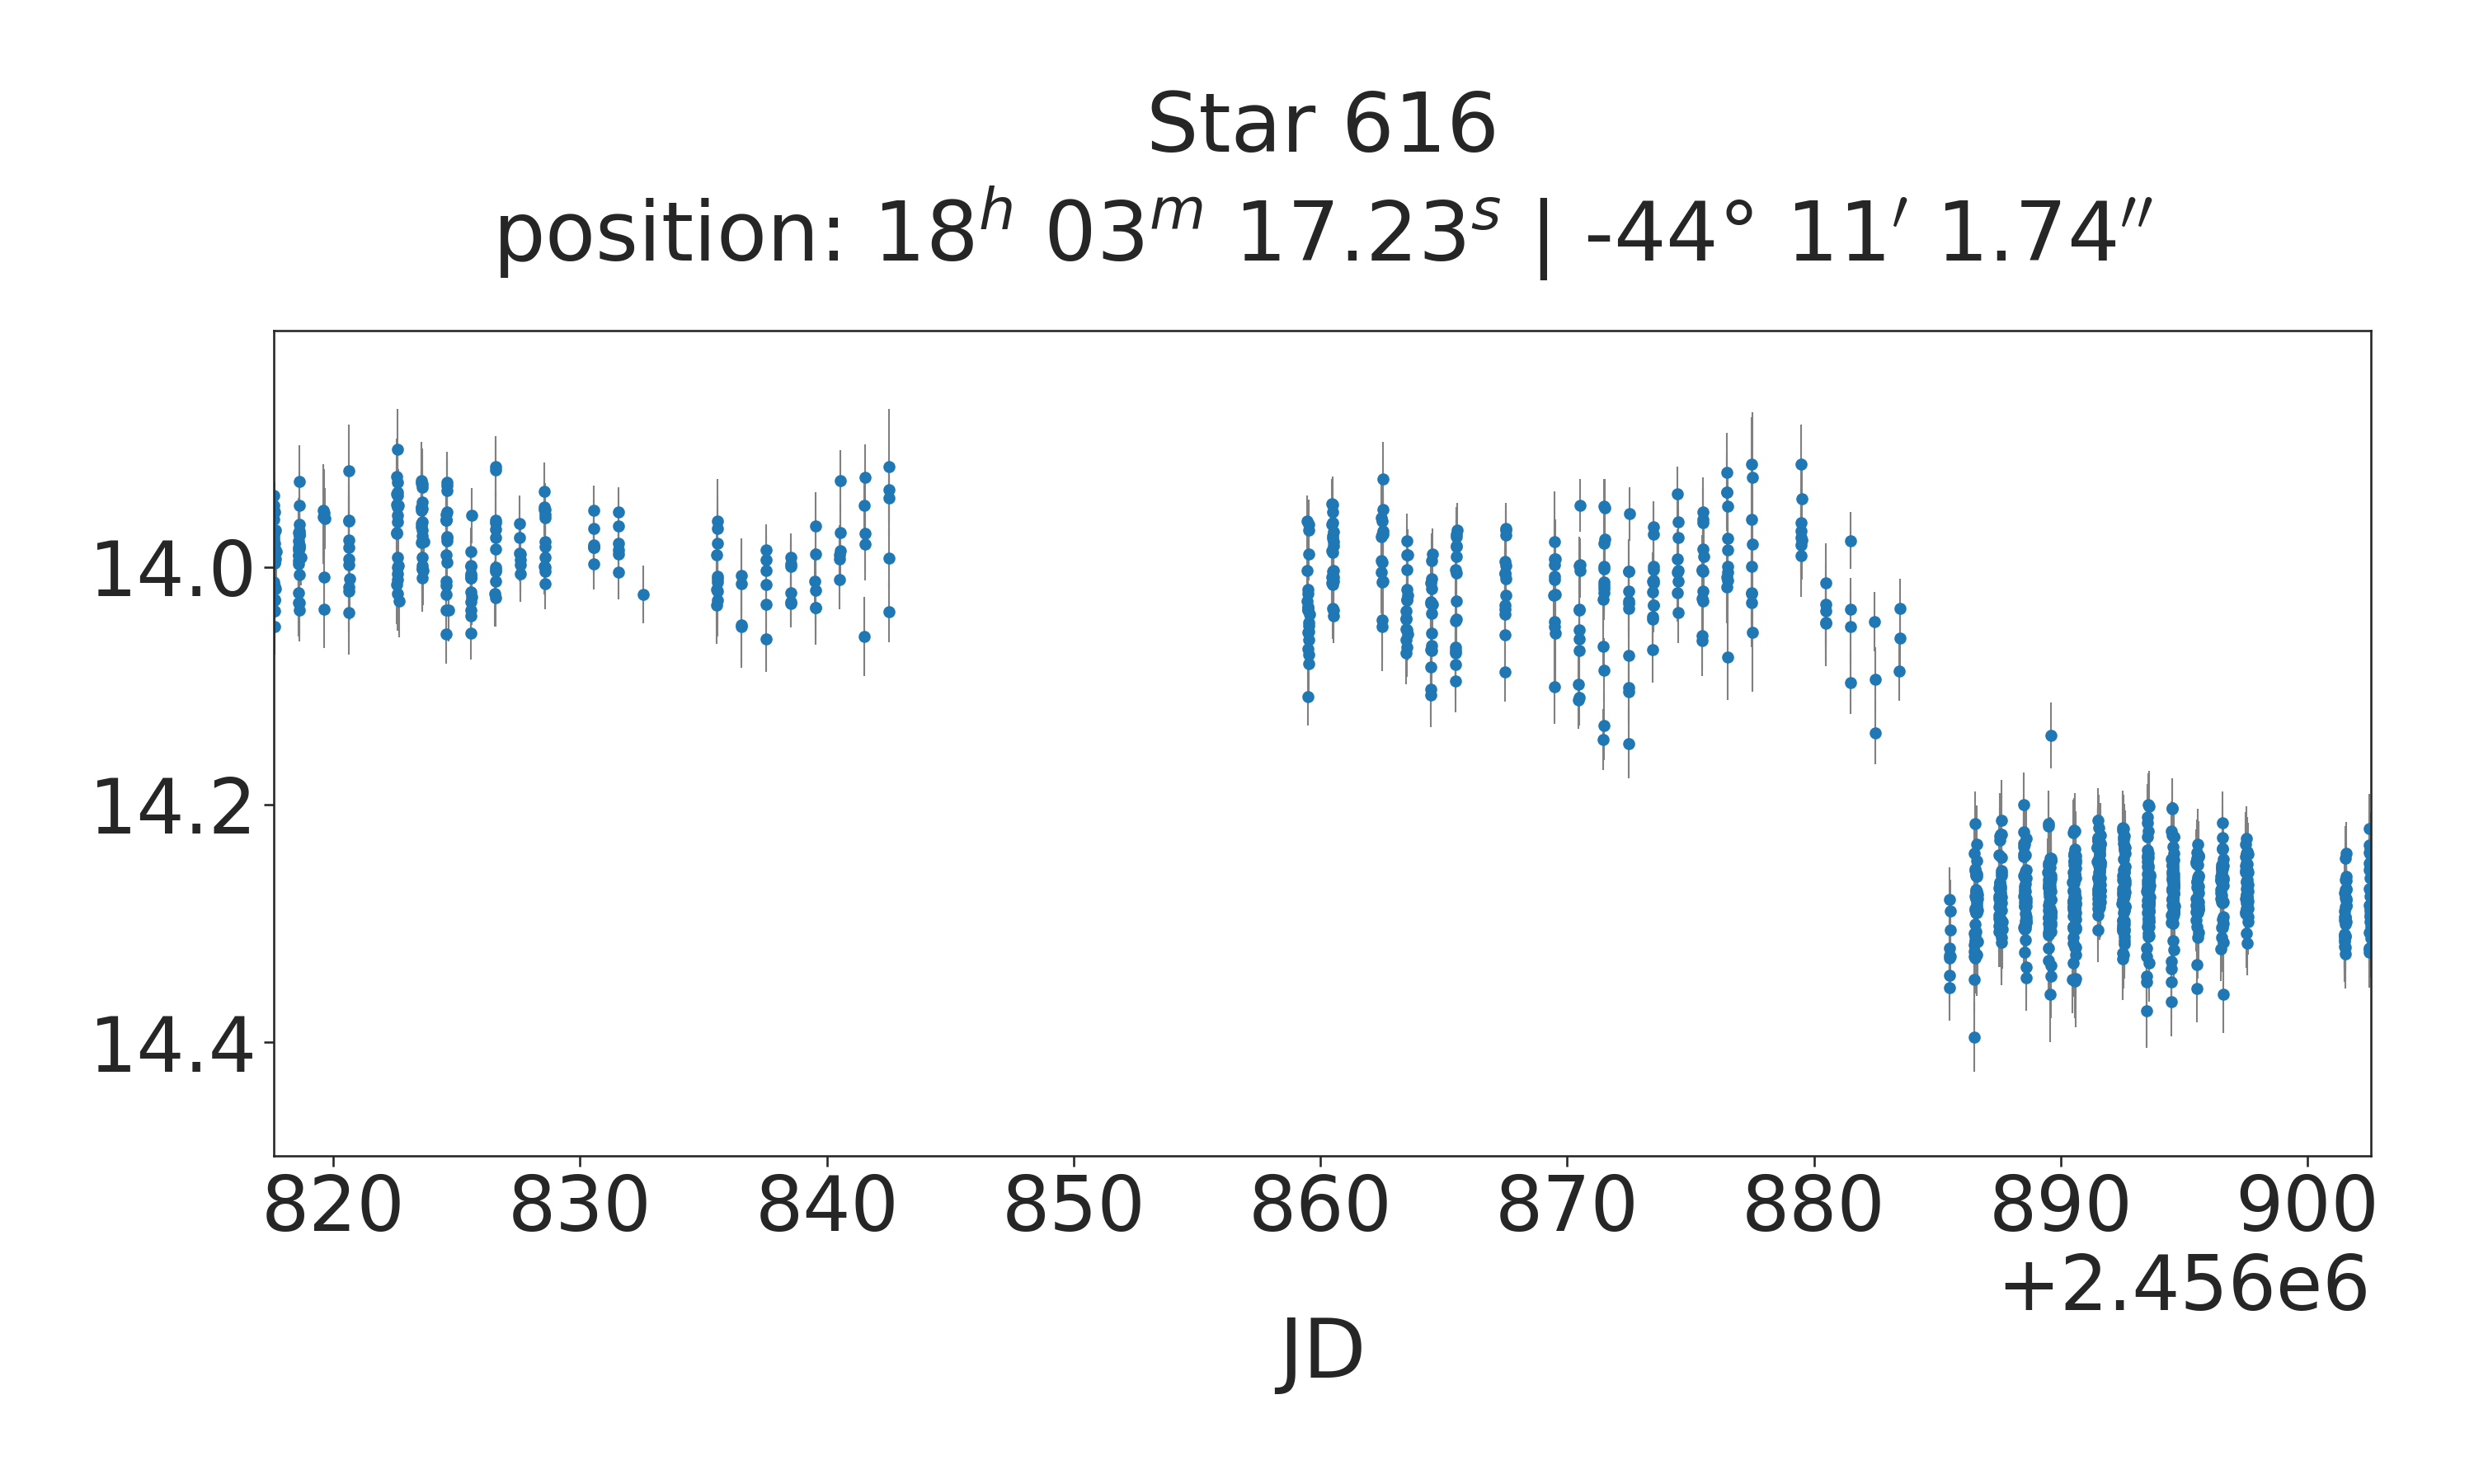 Star 616
position: 18h 03m 17.23s | -44° 11′ 1.74″
14.0
14.2
14.4
820 830 840 850 860 870 880 890 900
+2.456e6
JD